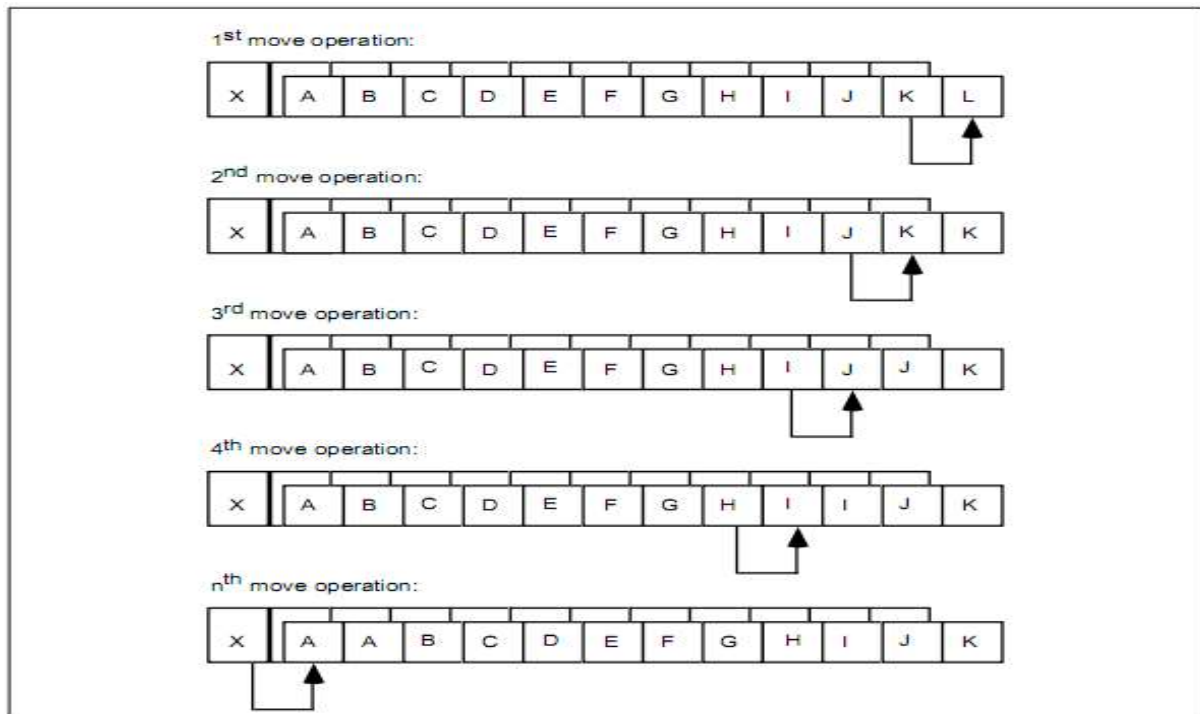 1st move operation:
X A B C D E F G H I J K L
2nd move operation:
X A B C D E F G H I J K K
3rd move operation:
X A B C D E F G H I J J K
4th move operation:
X A B C D E F G H I I J K
nth move operation:
X A A B C D E F G H I J K